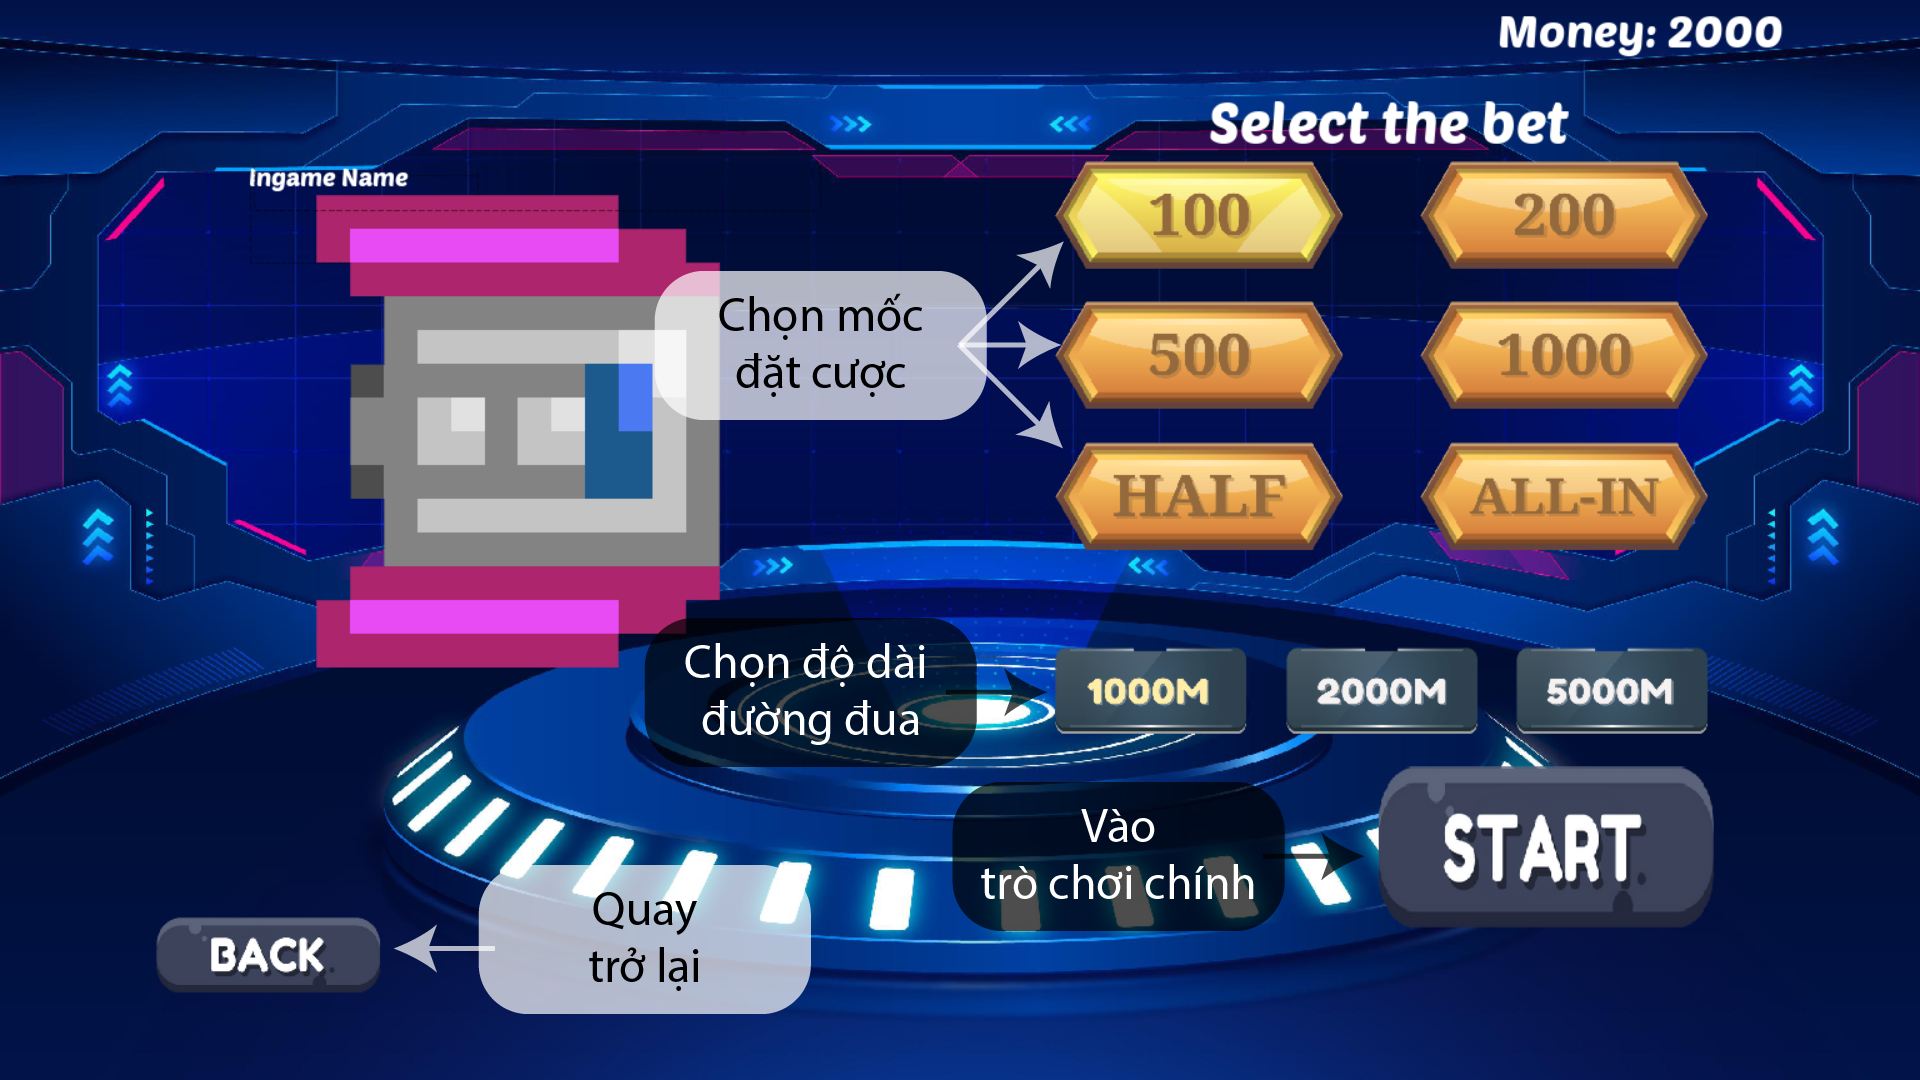 Money: 2000
Select the bet
Ingame Name
100
200
Chọn mốc
đặt cược
500
1000
HALF
ALL-IN
Chọn độ dài
đường đua
1000M
2000M
5000M
Vào
trò chơi chính
START
Quay
trở lại
BACK